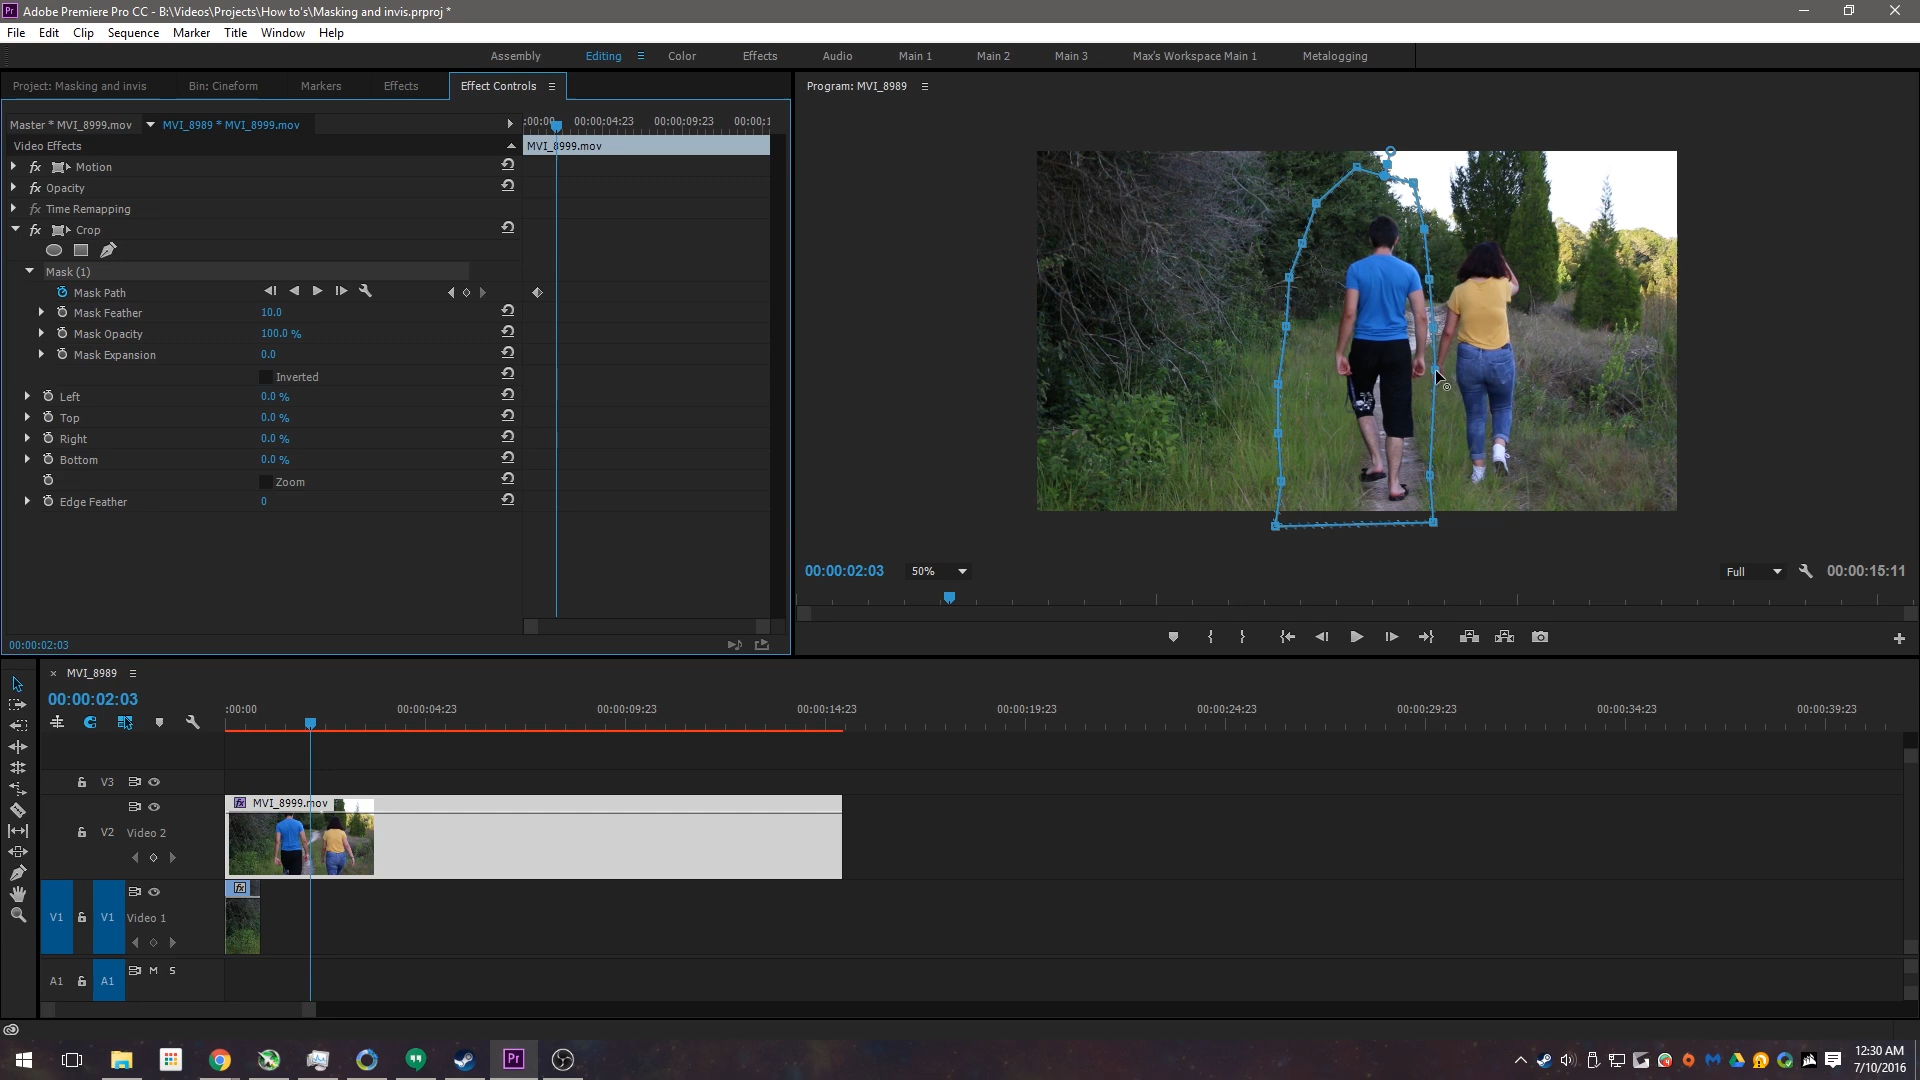 Pr Adobe Premiere Pro CC - B:\Videos\Projects\How to's\Masking and invis.prproj *
File Edit Clip Sequence Marker Title Window Help
Assembly Editing Color Effects Audio Main 1 Main 2 Main 3 Max's Workspace Main 1 Metalogging
Project: Masking and invis Bin: Cineform Markers Effects Effect Controls
Program: MVI_8989
Master * MVI_8999.mov MVI_8989 * MVI_8999.mov
:00:00 00:00:04:23 00:00:09:23 00:00:1
Video Effects
MVI_8999.mov
fx Motion
fx Opacity
fx Time Remapping
fx Crop
Mask (1)
Mask Path
Mask Feather 10.0
Mask Opacity 100.0 %
Mask Expansion 0.0
Inverted
Left 0.0 %
Top 0.0 %
Right 0.0 %
Bottom 0.0 %
Zoom
Edge Feather 0
00:00:02:03
00:00:02:03 50% Full 00:00:15:11
MVI_8989
00:00:02:03
:00:00 00:00:04:23 00:00:09:23 00:00:14:23 00:00:19:23 00:00:24:23 00:00:29:23 00:00:34:23 00:00:39:23
V3
fx MVI_8999.mov
V2 Video 2
fx
V1 V1 Video 1
A1 A1 M S
Pr
12:30 AM
7/10/2016